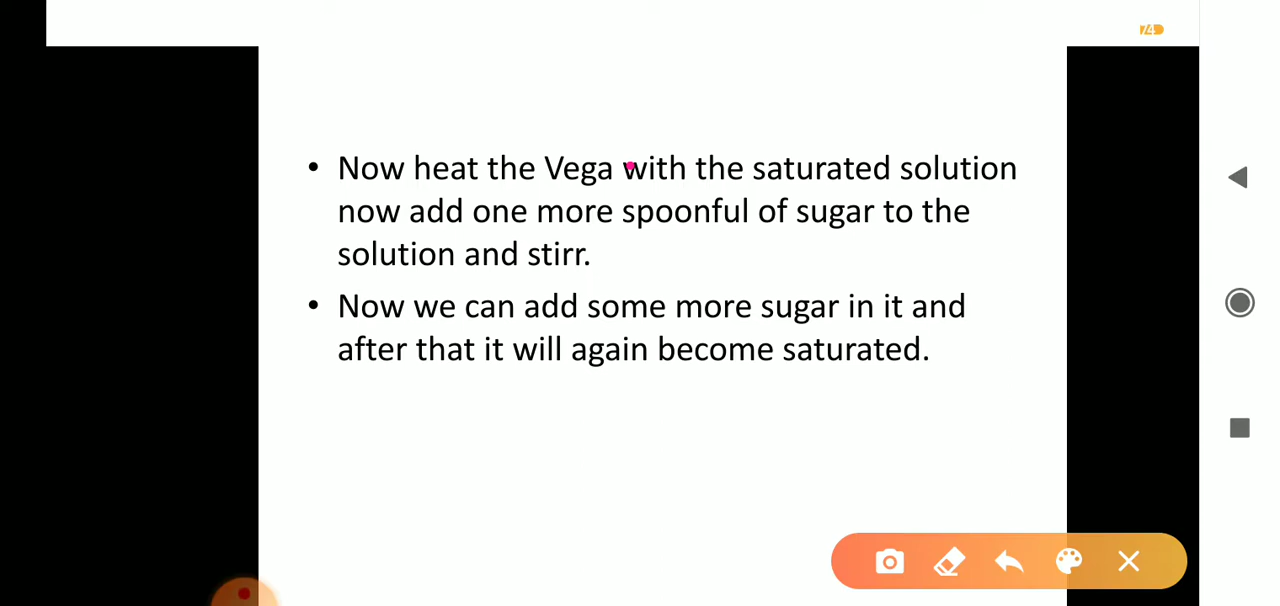 74
• Now heat the Vega with the saturated solution
now add one more spoonful of sugar to the
solution and stirr.
• Now we can add some more sugar in it and
after that it will again become saturated.